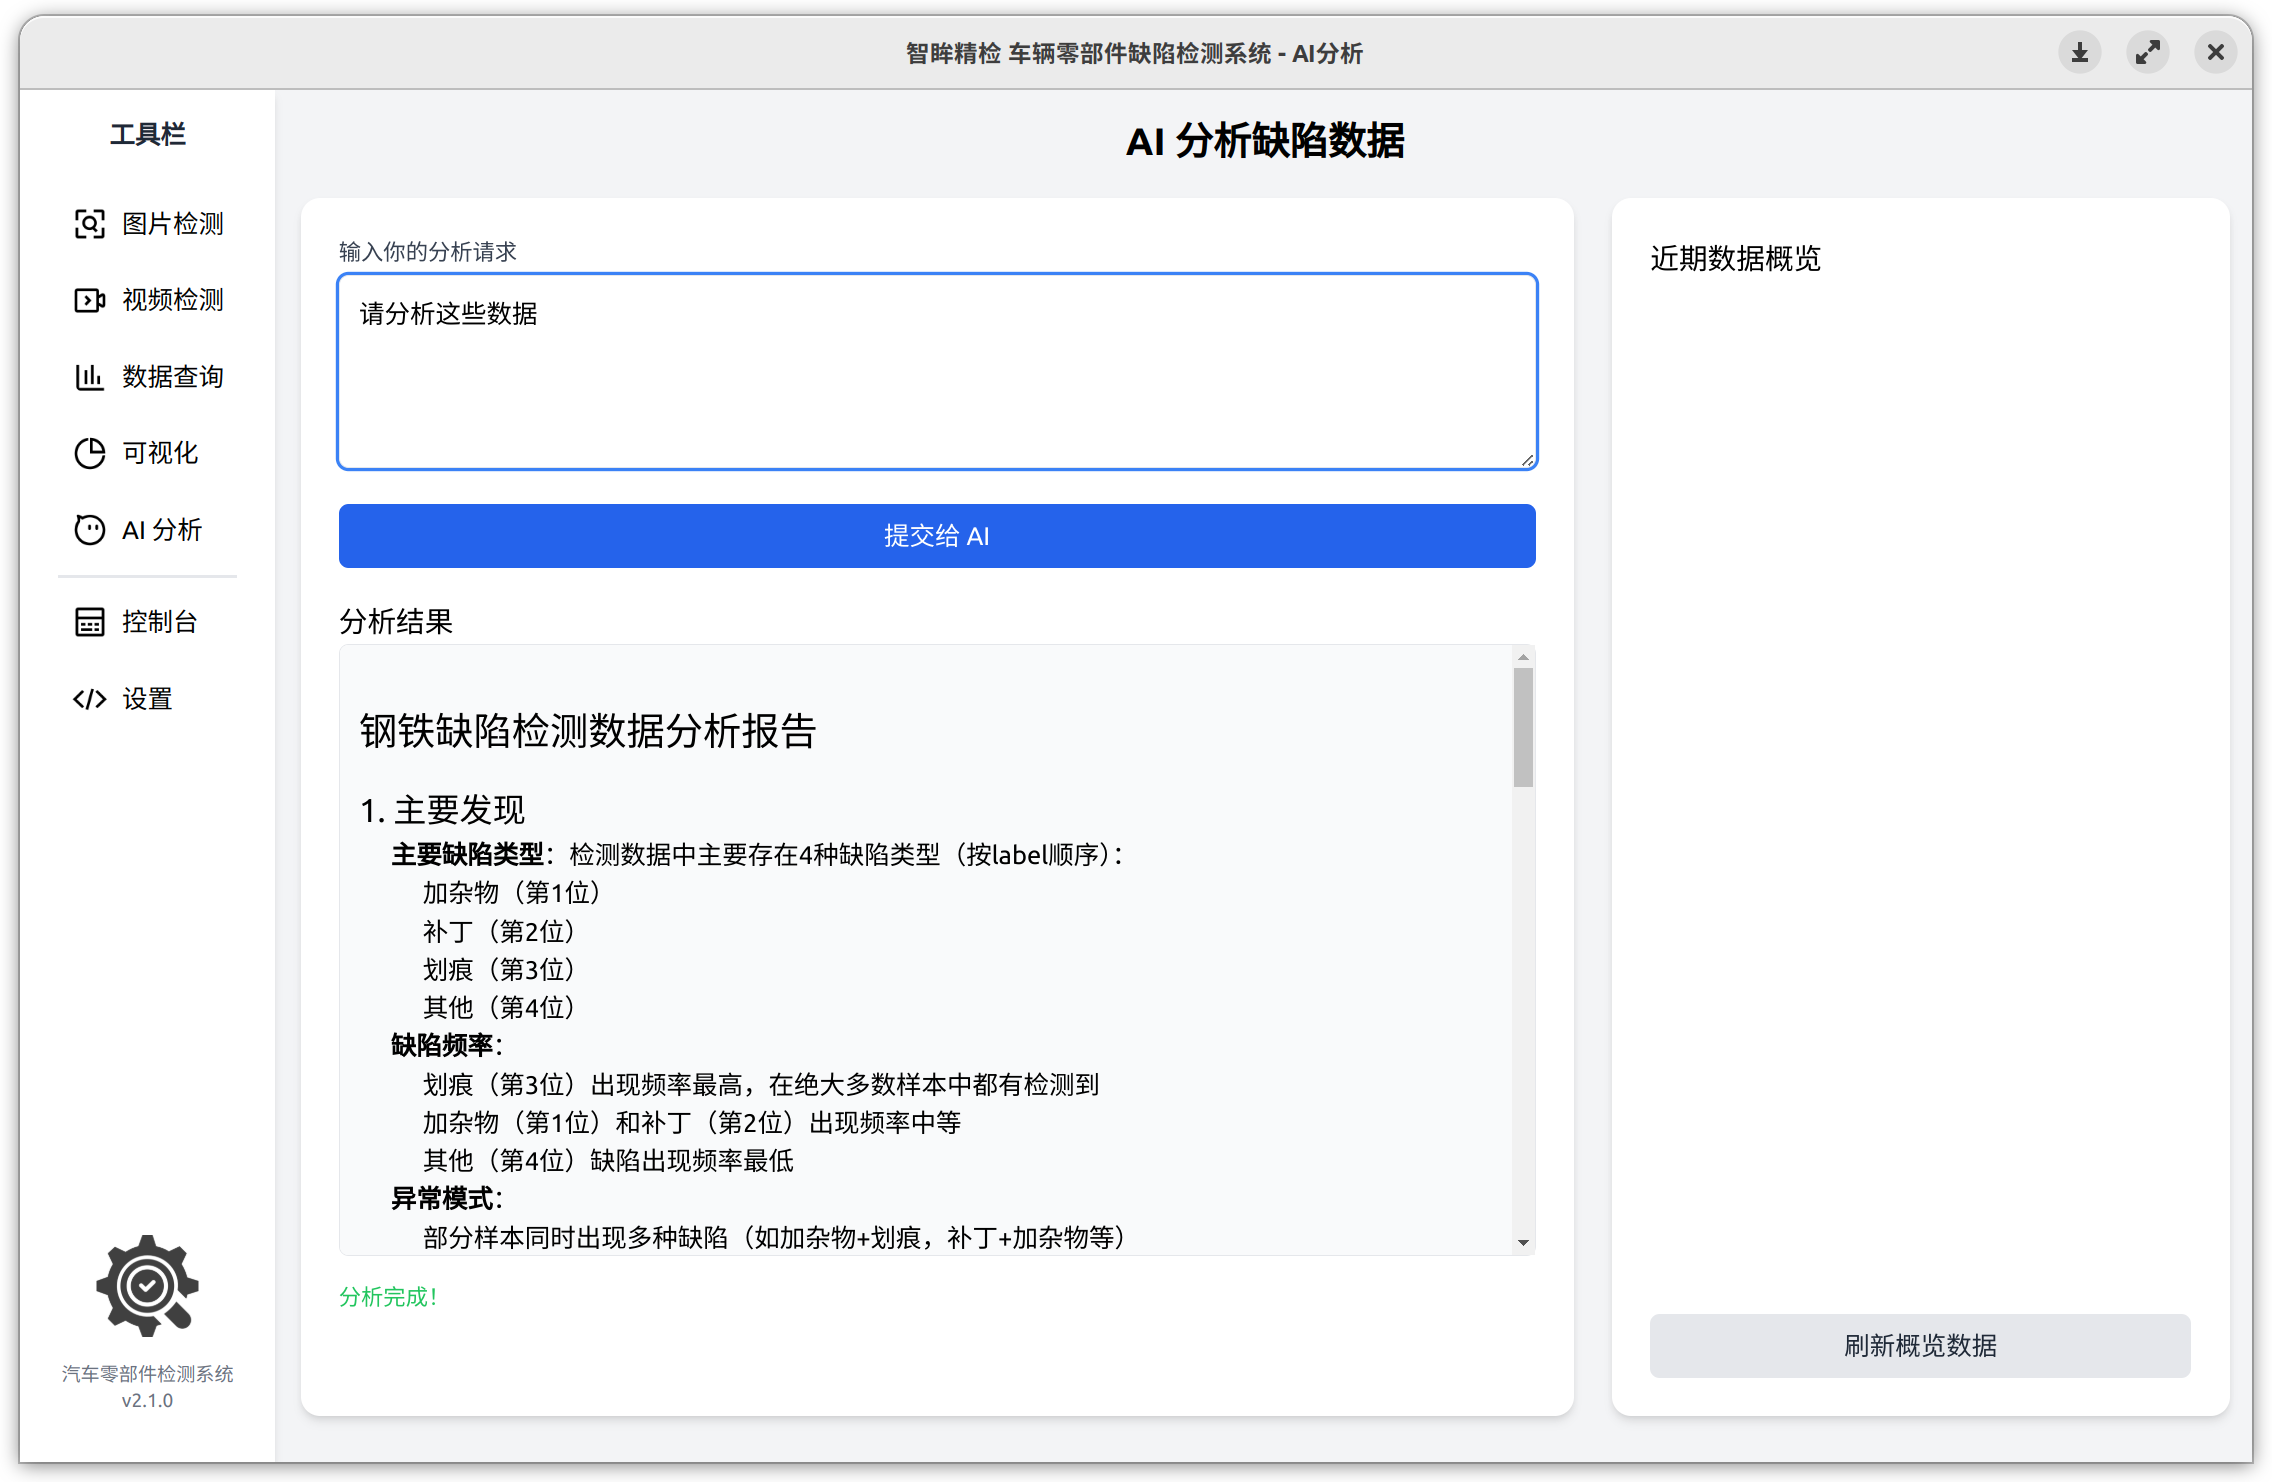 智眸精检 车辆零部件缺陷检测系统 - AI分析
工具栏
图片检测
视频检测
数据查询
可视化
AI 分析
控制台
设置
汽车零部件检测系统
v2.1.0
AI 分析缺陷数据
输入你的分析请求
请分析这些数据
提交给 AI
分析结果
钢铁缺陷检测数据分析报告
1. 主要发现
主要缺陷类型：检测数据中主要存在4种缺陷类型（按label顺序）：
加杂物（第1位）
补丁（第2位）
划痕（第3位）
其他（第4位）
缺陷频率：
划痕（第3位）出现频率最高，在绝大多数样本中都有检测到
加杂物（第1位）和补丁（第2位）出现频率中等
其他（第4位）缺陷出现频率最低
异常模式：
部分样本同时出现多种缺陷（如加杂物+划痕，补丁+加杂物等）
分析完成！
近期数据概览
刷新概览数据